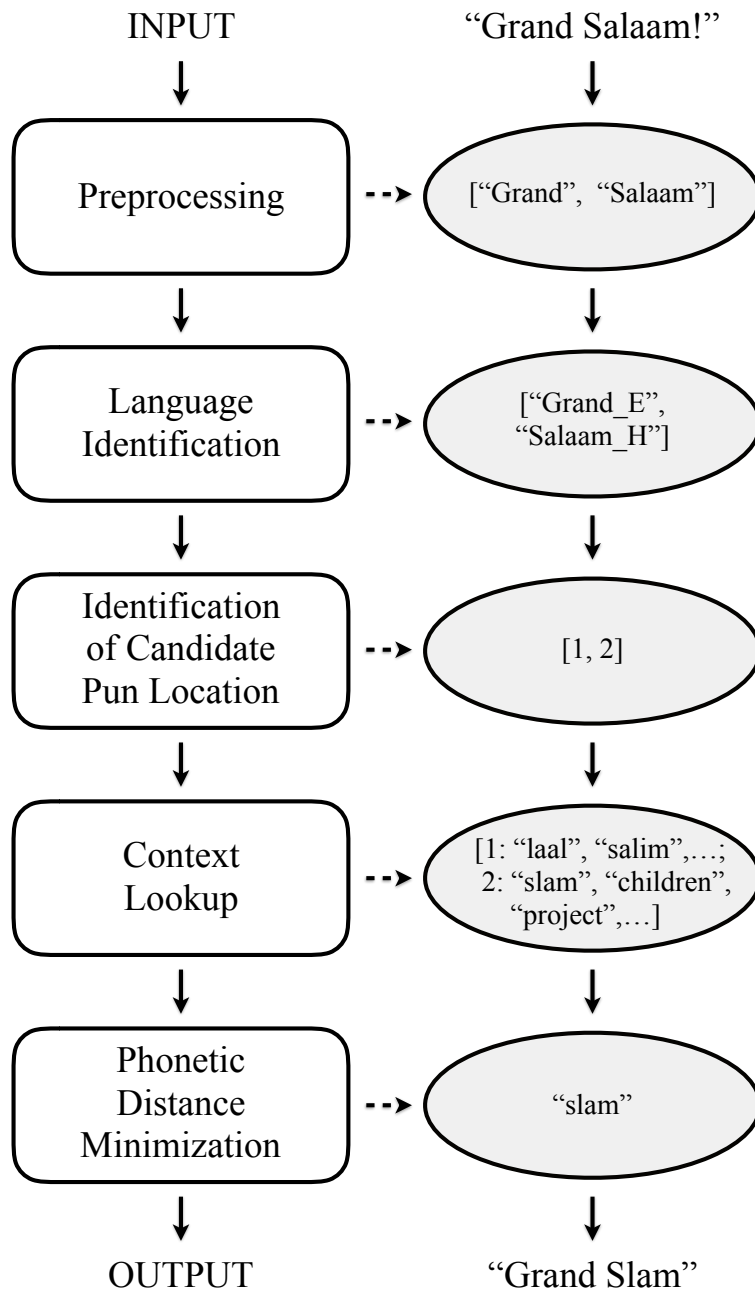 INPUT
“Grand Salaam!”
Preprocessing
[“Grand”, “Salaam”]
Language
Identification
[“Grand_E”,
“Salaam_H”]
Identification
of Candidate
Pun Location
[1, 2]
Context
Lookup
[1: “laal”, “salim”,…;
2: “slam”, “children”,
“project”,…]
Phonetic
Distance
Minimization
“slam”
OUTPUT
“Grand Slam”